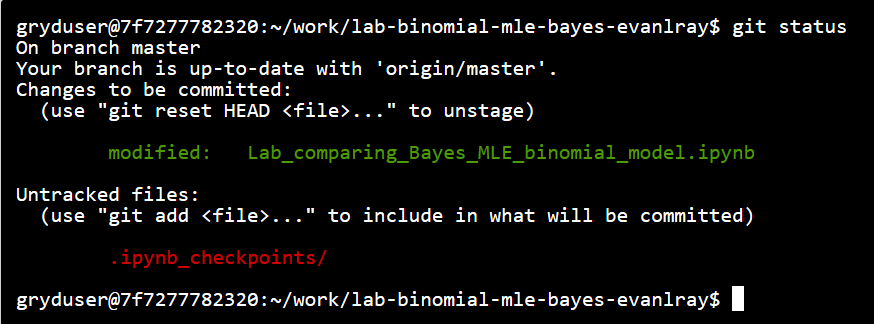 gryduser@7f7277782320:~/work/lab-binomial-mle-bayes-evanlray$ git status
On branch master
Your branch is up-to-date with 'origin/master'.
Changes to be committed:
  (use "git reset HEAD <file>..." to unstage)

        modified:   Lab_comparing_Bayes_MLE_binomial_model.ipynb

Untracked files:
  (use "git add <file>..." to include in what will be committed)

        .ipynb_checkpoints/

gryduser@7f7277782320:~/work/lab-binomial-mle-bayes-evanlray$